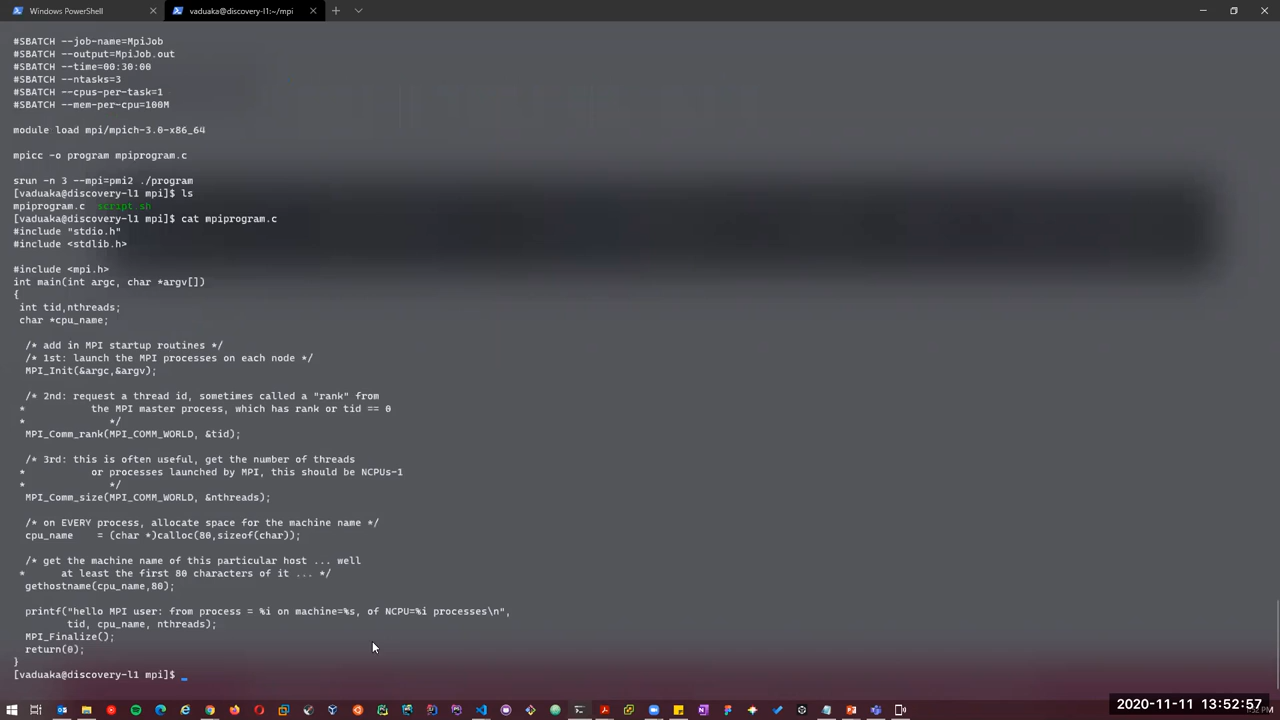 Windows PowerShell
vaduaka@discovery-l1:~/mpi
#SBATCH --job-name=MpiJob
#SBATCH --output=MpiJob.out
#SBATCH --time=00:30:00
#SBATCH --ntasks=3
#SBATCH --cpus-per-task=1
#SBATCH --mem-per-cpu=100M
module load mpi/mpich-3.0-x86_64
mpicc -o program mpiprogram.c
srun -n 3 --mpi=pmi2 ./program
[vaduaka@discovery-l1 mpi]$ ls
mpiprogram.c script.sh
[vaduaka@discovery-l1 mpi]$ cat mpiprogram.c
#include "stdio.h"
#include <stdlib.h>
#include <mpi.h>
int main(int argc, char *argv[])
{
int tid,nthreads;
char *cpu_name;
/* add in MPI startup routines */
/* 1st: launch the MPI processes on each node */
MPI_Init(&argc,&argv);
/* 2nd: request a thread id, sometimes called a "rank" from
* the MPI master process, which has rank or tid == 0
* */
MPI_Comm_rank(MPI_COMM_WORLD, &tid);
/* 3rd: this is often useful, get the number of threads
* or processes launched by MPI, this should be NCPUs-1
* */
MPI_Comm_size(MPI_COMM_WORLD, &nthreads);
/* on EVERY process, allocate space for the machine name */
cpu_name = (char *)calloc(80,sizeof(char));
/* get the machine name of this particular host ... well
* at least the first 80 characters of it ... */
gethostname(cpu_name,80);
printf("hello MPI user: from process = %i on machine=%s, of NCPU=%i processes\n",
tid, cpu_name, nthreads);
MPI_Finalize();
return(0);
}
[vaduaka@discovery-l1 mpi]$
2020-11-11 13:52:57